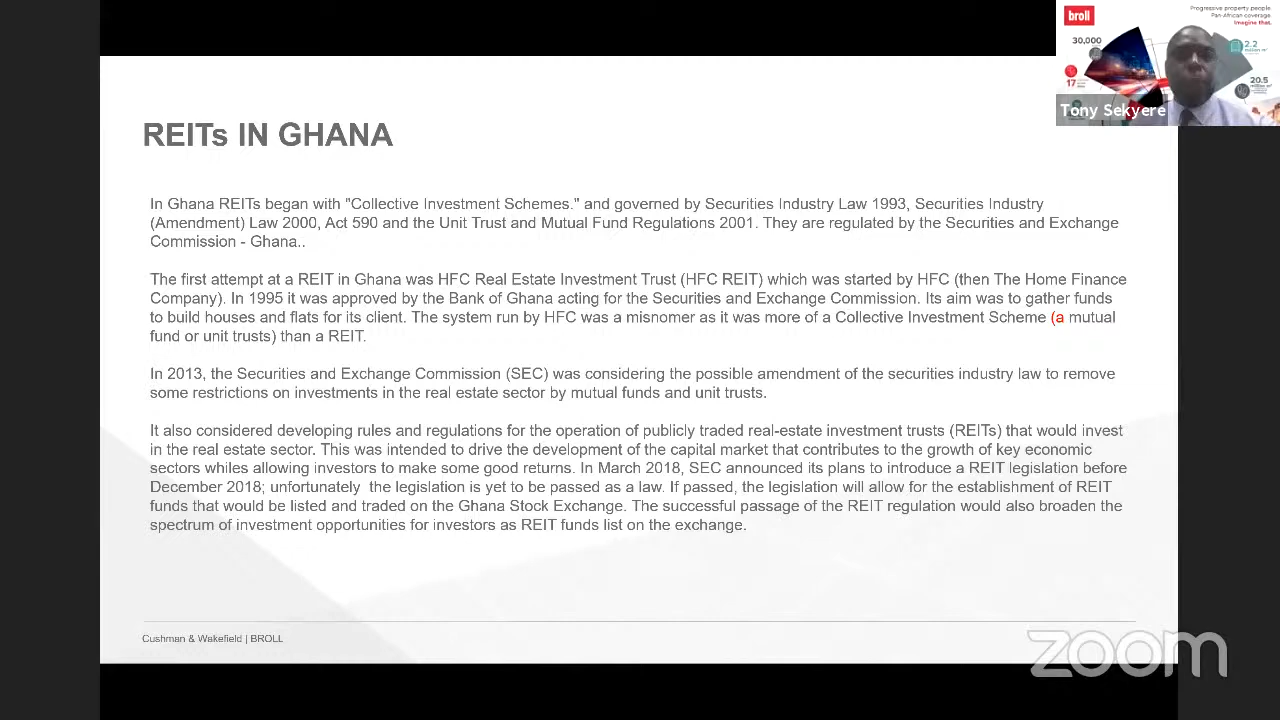 broll
Progressive property people.
Pan-African coverage.
Imagine that.
30,000
2.2
17
20.5
Tony Sekyere
REITs IN GHANA
In Ghana REITs began with "Collective Investment Schemes." and governed by Securities Industry Law 1993, Securities Industry
(Amendment) Law 2000, Act 590 and the Unit Trust and Mutual Fund Regulations 2001. They are regulated by the Securities and Exchange
Commission - Ghana..
The first attempt at a REIT in Ghana was HFC Real Estate Investment Trust (HFC REIT) which was started by HFC (then The Home Finance
Company). In 1995 it was approved by the Bank of Ghana acting for the Securities and Exchange Commission. Its aim was to gather funds
to build houses and flats for its client. The system run by HFC was a misnomer as it was more of a Collective Investment Scheme (a mutual
fund or unit trusts) than a REIT.
In 2013, the Securities and Exchange Commission (SEC) was considering the possible amendment of the securities industry law to remove
some restrictions on investments in the real estate sector by mutual funds and unit trusts.
It also considered developing rules and regulations for the operation of publicly traded real-estate investment trusts (REITs) that would invest
in the real estate sector. This was intended to drive the development of the capital market that contributes to the growth of key economic
sectors whiles allowing investors to make some good returns. In March 2018, SEC announced its plans to introduce a REIT legislation before
December 2018; unfortunately the legislation is yet to be passed as a law. If passed, the legislation will allow for the establishment of REIT
funds that would be listed and traded on the Ghana Stock Exchange. The successful passage of the REIT regulation would also broaden the
spectrum of investment opportunities for investors as REIT funds list on the exchange.
Cushman & Wakefield | BROLL
zoom